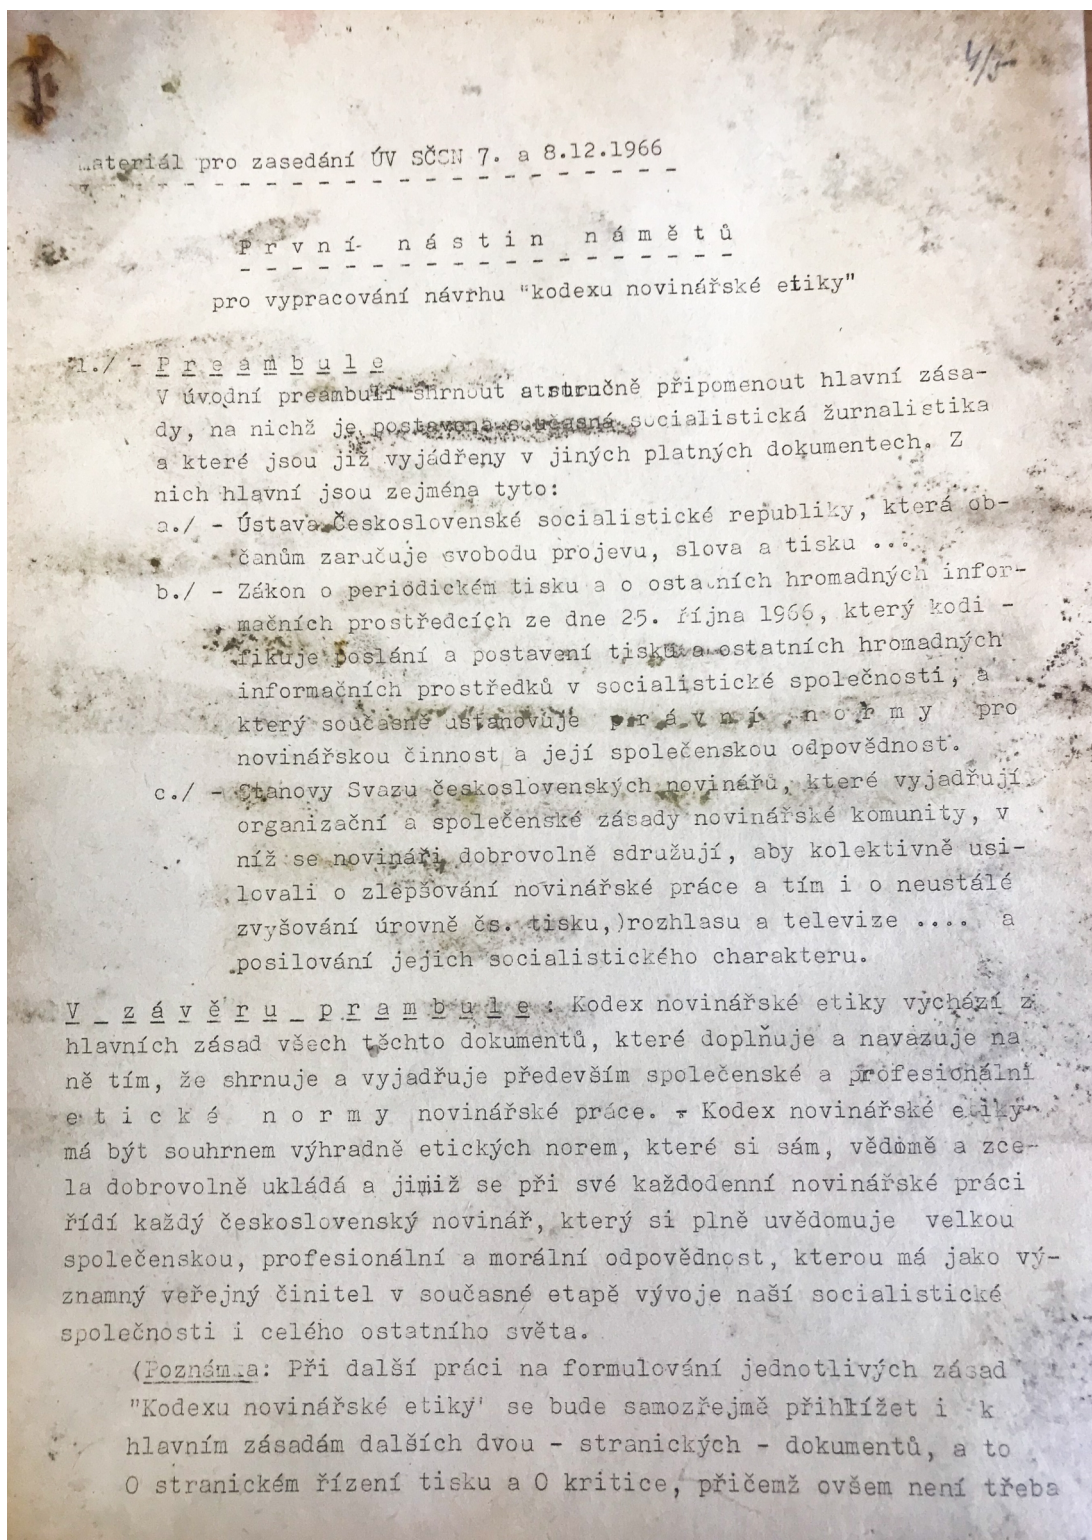 4/5
Materiál pro zasedání ÚV SČSN 7. a 8.12.1966
P r v n í - n á s t i n n á m ě t ů
pro vypracování návrhu "kodexu novinářské etiky"
1./ - P r e a m b u l e
V úvodní preambuli shrnout a stručně připomenout hlavní zása-
dy, na nichž je postavena současná socialistická žurnalistika
a které jsou již vyjádřeny v jiných platných dokumentech. Z
nich hlavní jsou zejména tyto:
a./ - Ústava Československé socialistické republiky, která ob-
čanům zaručuje svobodu projevu, slova a tisku ...
b./ - Zákon o periodickém tisku a o ostatních hromadných infor-
mačních prostředcích ze dne 25. října 1966, který kodi -
fikuje poslání a postavení tisku a ostatních hromadných
informačních prostředků v socialistické společnosti, a
který současně ustanovuje p r á v n í n o r m y pro
novinářskou činnost a její společenskou odpovědnost.
c./ - Stanovy Svazu československých novinářů, které vyjadřují
organizační a společenské zásady novinářské komunity, v
níž se novináři dobrovolně sdružují, aby kolektivně usi-
lovali o zlepšování novinářské práce a tím i o neustálé
zvyšování úrovně čs. tisku,)rozhlasu a televize .... a
posilování jejich socialistického charakteru.
V _ z á v ě r u _ p r a m b u l e : Kodex novinářské etiky vychází z
hlavních zásad všech těchto dokumentů, které doplňuje a navazuje na
ně tím, že shrnuje a vyjadřuje především společenské a profesionální
e t i c k é n o r m y novinářské práce. - Kodex novinářské etiky
má být souhrnem výhradně etických norem, které si sám, vědomě a zce-
la dobrovolně ukládá a jimiž se při své každodenní novinářské práci
řídí každý československý novinář, který si plně uvědomuje velkou
společenskou, profesionální a morální odpovědnost, kterou má jako vý-
znamný veřejný činitel v současné etapě vývoje naší socialistické
společnosti i celého ostatního světa.
(Poznámka: Při další práci na formulování jednotlivých zásad
"Kodexu novinářské etiky' se bude samozřejmě přihlížet i k
hlavním zásadám dalších dvou - stranických - dokumentů, a to
O stranickém řízení tisku a O kritice, přičemž ovšem není třeba